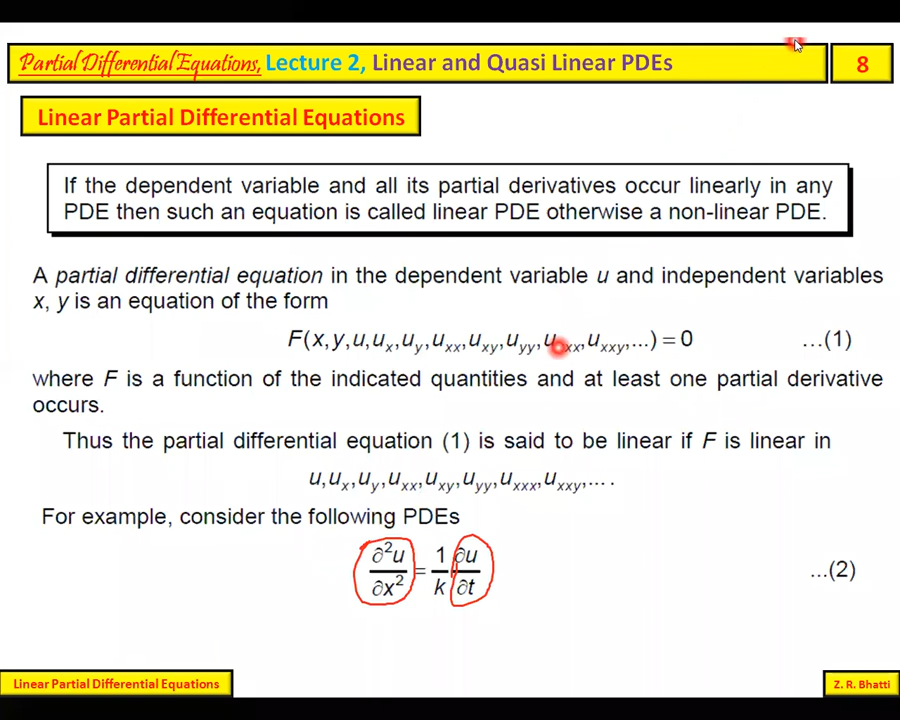 Partial Differential Equations, Lecture 2, Linear and Quasi Linear PDEs 8
Linear Partial Differential Equations
If the dependent variable and all its partial derivatives occur linearly in any
PDE then such an equation is called linear PDE otherwise a non-linear PDE.
A partial differential equation in the dependent variable u and independent variables
x, y is an equation of the form
F(x, y, u, u_x, u_y, u_xx, u_xy, u_yy, u_xxx, u_xxy, ...) = 0 ...(1)
where F is a function of the indicated quantities and at least one partial derivative
occurs.
Thus the partial differential equation (1) is said to be linear if F is linear in
u, u_x, u_y, u_xx, u_xy, u_yy, u_xxx, u_xxy, ... .
For example, consider the following PDEs
∂²u/∂x² = 1/k ∂u/∂t ...(2)
Linear Partial Differential Equations Z. R. Bhatti